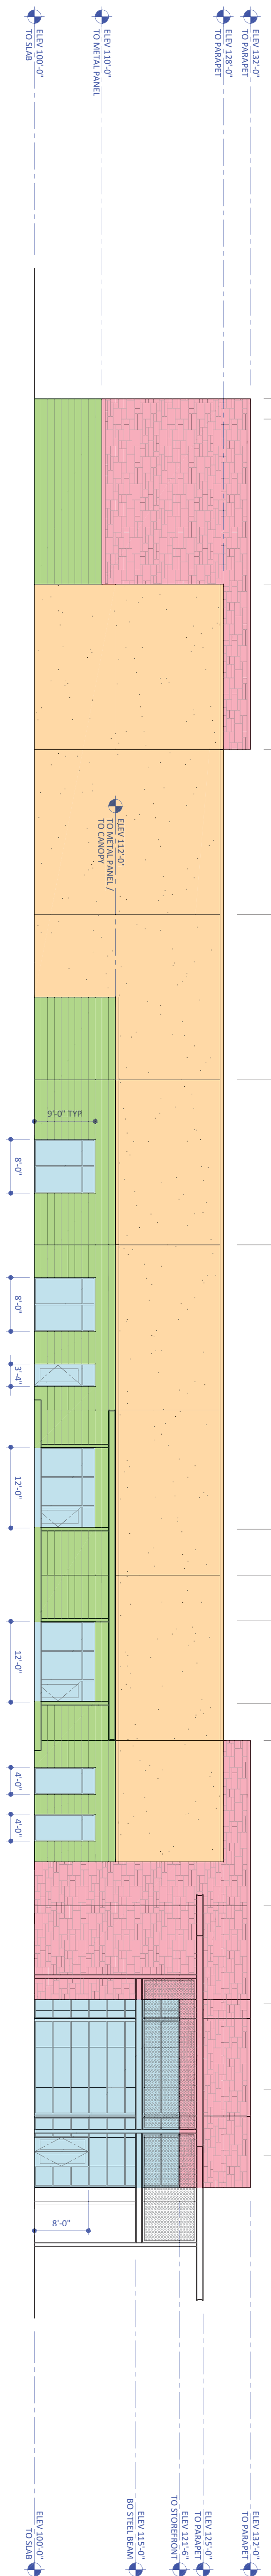 ELEV 132'-0"
TO PARAPET
ELEV 128'-0"
TO PARAPET
ELEV 110'-0"
TO METAL PANEL
ELEV 100'-0"
TO SLAB
ELEV 112'-0"
TO METAL PANEL /
TO CANOPY
9'-0" TYP
8'-0"
8'-0"
3'-4"
12'-0"
12'-0"
4'-0"
4'-0"
8'-0"
ELEV 132'-0"
TO PARAPET
ELEV 125'-0"
TO PARAPET
ELEV 121'-6"
TO STOREFRONT
ELEV 115'-0"
BO STEEL BEAM
ELEV 100'-0"
TO SLAB